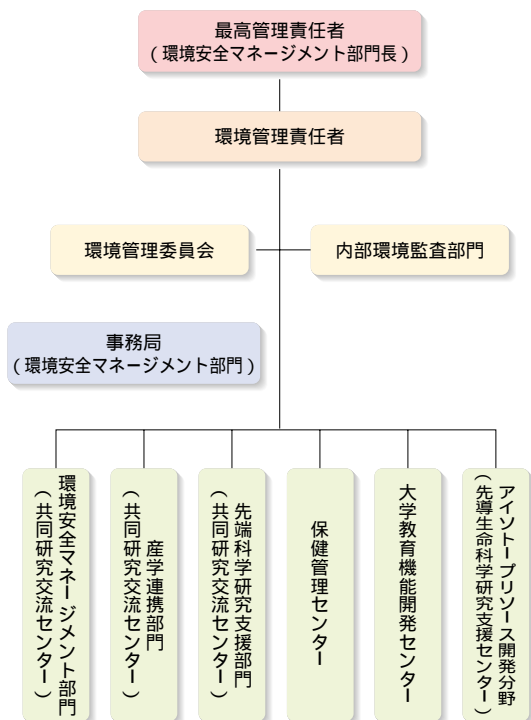 最高管理責任者
(環境安全マネージメント部門長)
環境管理責任者
環境管理委員会
内部環境監査部門
事務局
(環境安全マネージメント部門)
環境安全マネージメント部門
(共同研究交流センター)
産学連携部門
(共同研究交流センター)
先端科学研究支援部門
(共同研究交流センター)
保健管理センター
大学教育機能開発センター
アイソトープリソース開発分野
(先導生命科学研究支援センター)